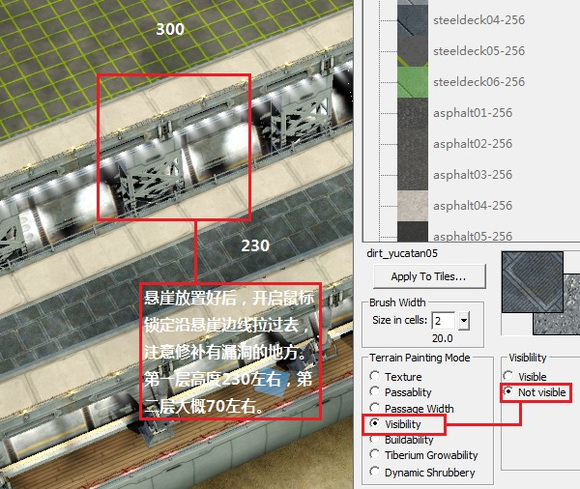 300
230
悬崖放置好后，开启鼠标
锁定沿悬崖边线拉过去，
注意修补有漏洞的地方。
第一层高度230左右，第
二层大概70左右。
steeldeck04-256
steeldeck05-256
steeldeck06-256
asphalt01-256
asphalt02-256
asphalt03-256
asphalt04-256
asphalt05-256
dirt_yucatan05
Apply To Tiles...
Brush Width
Size in cells: 2
20.0
Terrain Painting Mode
Texture
Passablity
Passage Width
Visibility
Buildability
Tiberium Growability
Dynamic Shrubbery
Visiblility
Visible
Not visible